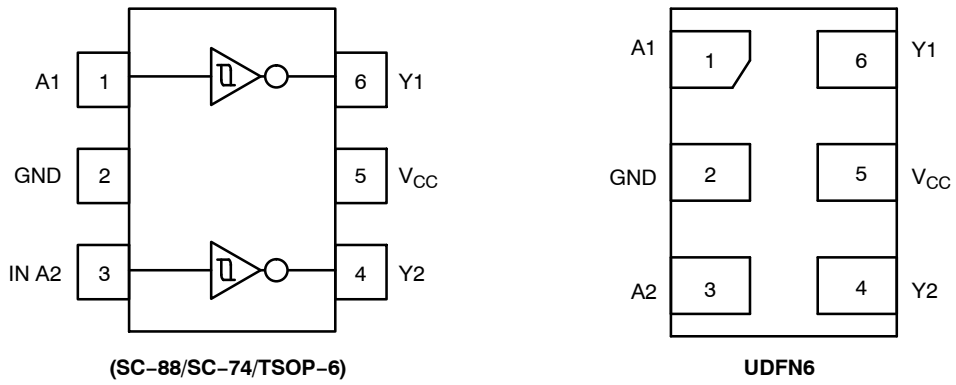 A1 1 6 Y1
GND 2 5 VCC
IN A2 3 4 Y2
(SC−88/SC−74/TSOP−6)
A1 1 6 Y1
GND 2 5 VCC
A2 3 4 Y2
UDFN6